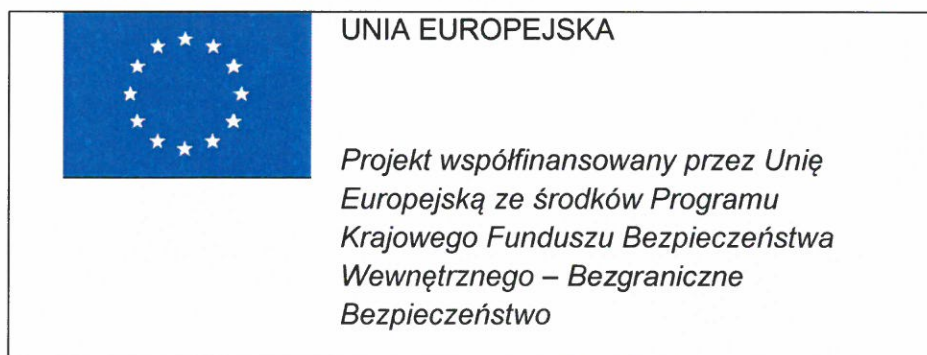 UNIA EUROPEJSKA
Projekt współfinansowany przez Unię
Europejską ze środków Programu
Krajowego Funduszu Bezpieczeństwa
Wewnętrznego – Bezgraniczne
Bezpieczeństwo